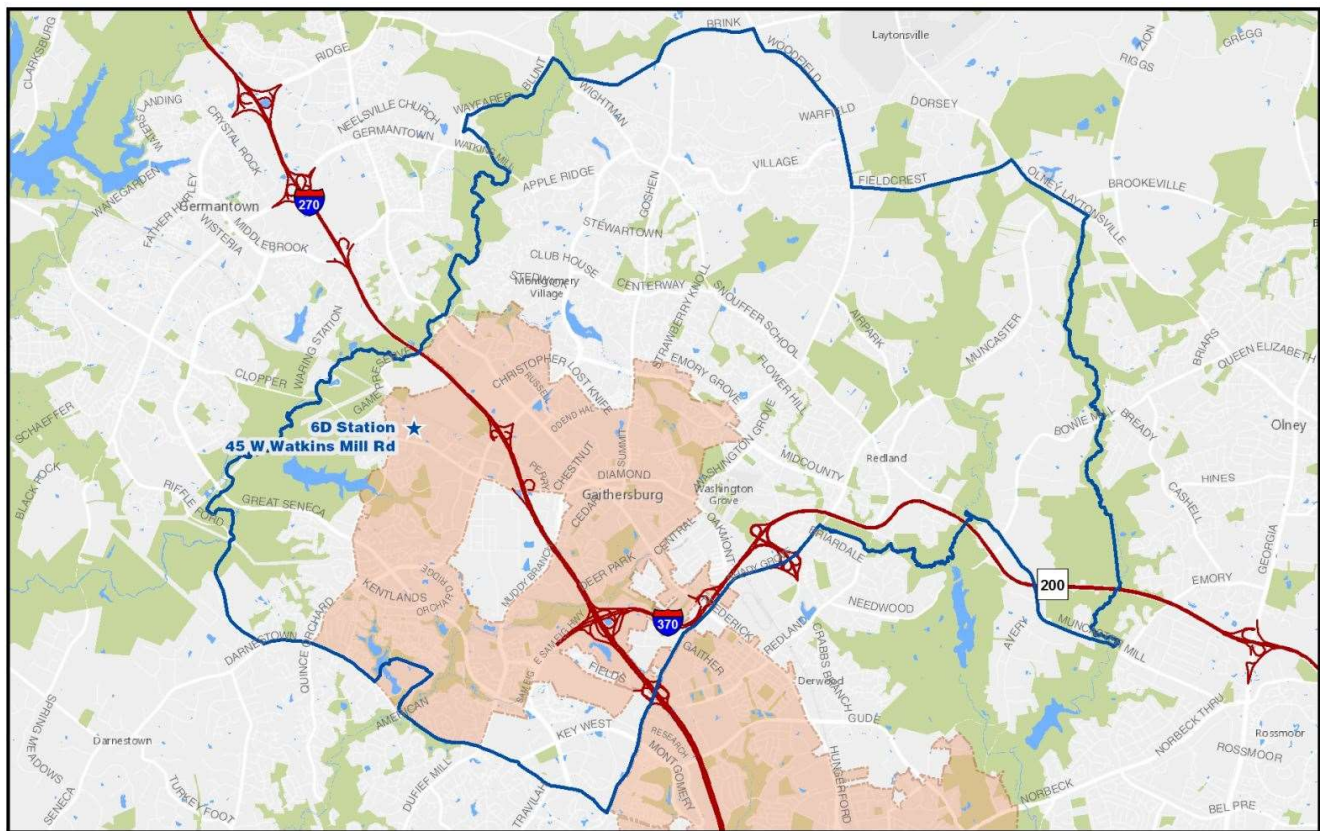 CLARKSBURG
RIDGE
BRINK
Laytonsville
ZION
GREGG
RIGGS
WOODFIELD
BLUNT
WATERS LANDING
CRYSTAL ROCK
NEELSVILLE CHURCH
WAYFARER
WIGHTMAN
DORSEY
WARFIELD
GERMANTOWN
WATKINS MILL
VILLAGE
APPLE RIDGE
FIELDCREST
OLNEY LAYTONSVILLE
BROOKEVILLE
WANEGARDEN
FATHER HURLEY
Germantown
270
WISTERIA
MIDDLEBROOK
GOSHEN
STEWARTOWN
CLUB HOUSE
STEDWICK
Montgomery
Village
CENTERWAY
STRAWBERRY KNOLL
SNOUFFER SCHOOL
AIRPARK
MUNCASTER
BRIARS
QUEEN ELIZABETH
WARING STATION
CLOPPER
GAME PRESERVE
CHRISTOPHER
LOST KNIFE
RUSSELL
ODEND HAL
EMORY GROVE
FLOWER HILL
SCHAEFFER
6D Station
45 W Watkins Mill Rd
BOWIE MILL
BREADY
Olney
BLACK ROCK
RIFFLE FORD
GREAT SENECA
PERRY
CHESTNUT
SUMMIT
DIAMOND
Gaithersburg
CEDAR
WASHINGTON GROVE
Washington
Grove
MIDCOUNTY
Redland
HINES
CASHELL
GEORGIA
MUDDY BRANCH
DEER PARK
CENTRAL
OAKMONT
SHADY GROVE
BRIARDALE
KENTLANDS
ORCHARD RIDGE
370
FREDERICK
REDLAND
NEEDWOOD
200
EMORY
AVERY
MUNCASTER MILL
DARNESTOWN
QUINCE ORCHARD
FIELDS
GAITHER
CRABBS BRANCH
Derwood
AMERICAN
KEY WEST
GUDE
RESEARCH
MONTGOMERY
HUNGERFORD
SPRING MEADOWS
Darnestown
SENECA
TURKEY FOOT
DUFIEF MILL
TRAVILAH
NORBECK
NORBECK THRU
Rossmoor
ROSSMOOR
BEL PRE